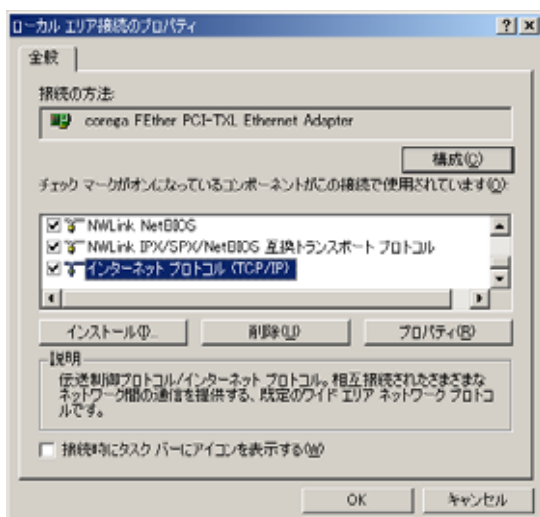 ローカル エリア接続のプロパティ
全般
接続の方法:
corega FEther PCI-TXL Ethernet Adapter
構成(C)
チェック マークがオンになっているコンポーネントがこの接続で使用されています(O):
NWLink NetBIOS
NWLink IPX/SPX/NetBIOS 互換トランスポート プロトコル
インターネット プロトコル (TCP/IP)
インストール(I)...
削除(U)
プロパティ(R)
説明
伝送制御プロトコル/インターネット プロトコル。相互接続されたさまざまな
ネットワーク間の通信を提供する、既定のワイド エリア ネットワーク プロトコ
ルです。
接続時にタスク バーにアイコンを表示する(W)
OK
キャンセル